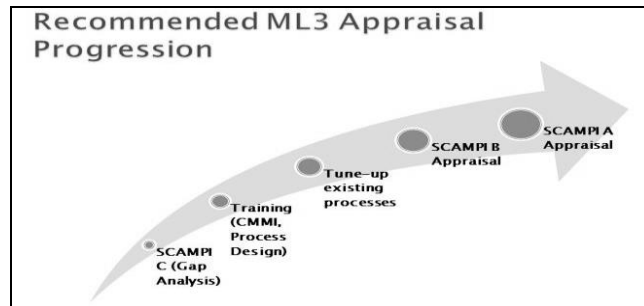 Recommended ML3 Appraisal
Progression
SCAMPI
C (Gap
Analysis)
Training
(CMMI,
Process
Design)
Tune-up
existing
processes
SCAMPI B
Appraisal
SCAMPI A
Appraisal